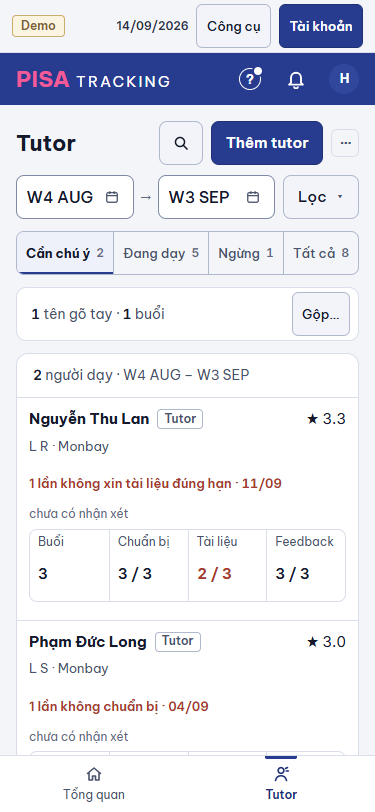 Demo 14/09/2026 Công cụ Tài khoản
PISA TRACKING ? H
Tutor Thêm tutor ...
W4 AUG → W3 SEP Lọc
Cần chú ý 2 Đang dạy 5 Ngừng 1 Tất cả 8
1 tên gõ tay · 1 buổi Gộp...
2 người dạy · W4 AUG – W3 SEP
Nguyễn Thu Lan Tutor ★ 3.3
L R · Monbay
1 lần không xin tài liệu đúng hạn · 11/09
chưa có nhận xét
Buổi Chuẩn bị Tài liệu Feedback
3 3 / 3 2 / 3 3 / 3
Phạm Đức Long Tutor ★ 3.0
L S · Monbay
1 lần không chuẩn bị · 04/09
chưa có nhận xét
Tổng quan Tutor